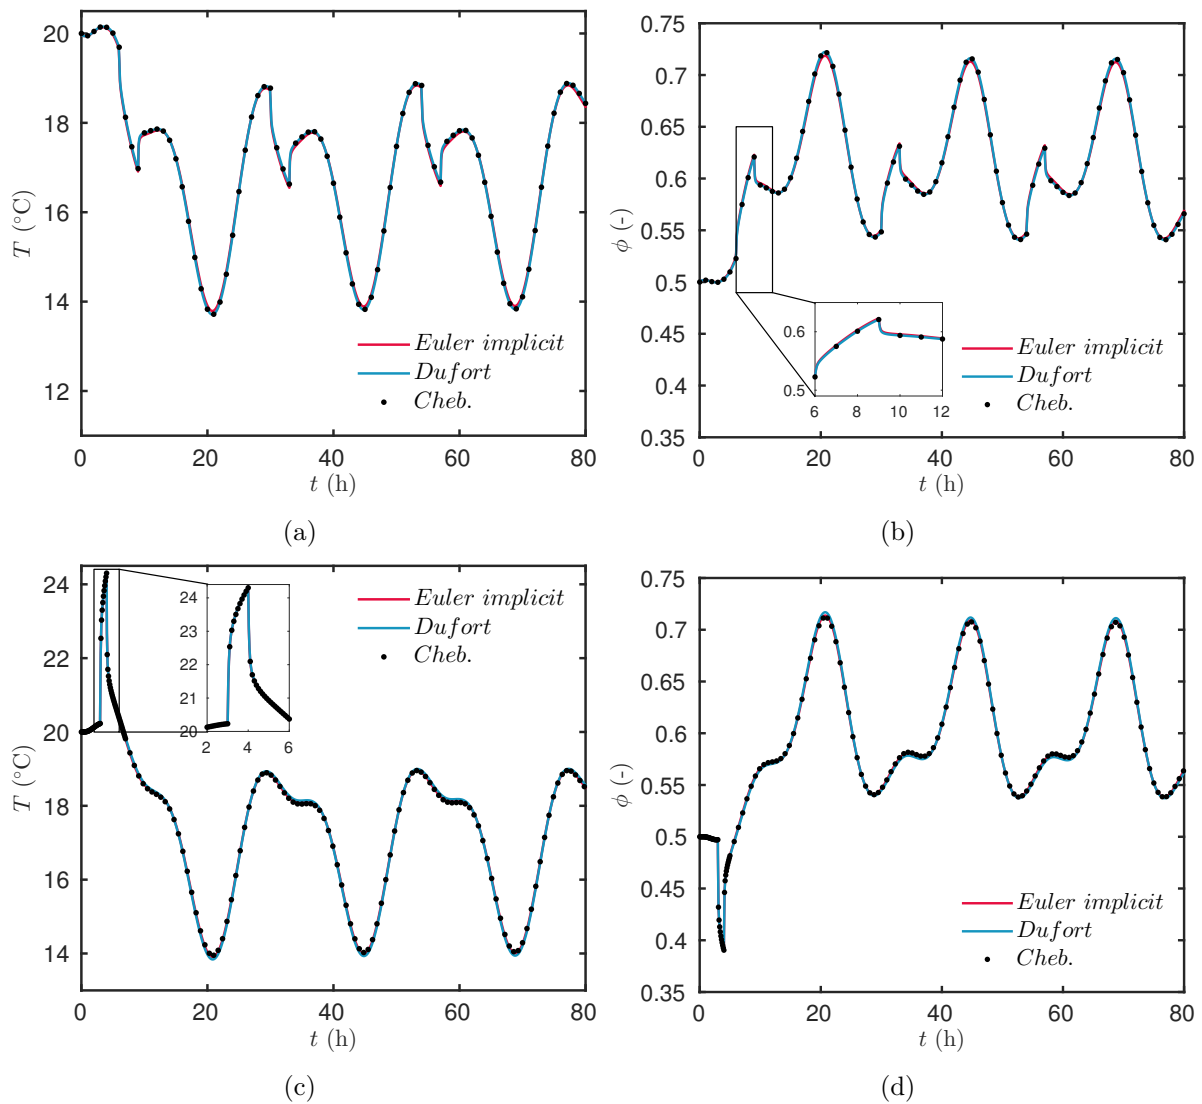 20
18
16
14
12
T (°C)
0
20
40
60
80
t (h)
Euler implicit
Dufort
Cheb.
(a)
0.75
0.7
0.65
0.6
0.55
0.5
0.45
0.4
0.35
ϕ (-)
0
20
40
60
80
t (h)
0.6
0.5
6
8
10
12
Euler implicit
Dufort
Cheb.
(b)
24
22
20
18
16
14
T (°C)
0
20
40
60
80
t (h)
24
23
22
21
20
2
4
6
Euler implicit
Dufort
Cheb.
(c)
0.75
0.7
0.65
0.6
0.55
0.5
0.45
0.4
0.35
ϕ (-)
0
20
40
60
80
t (h)
Euler implicit
Dufort
Cheb.
(d)